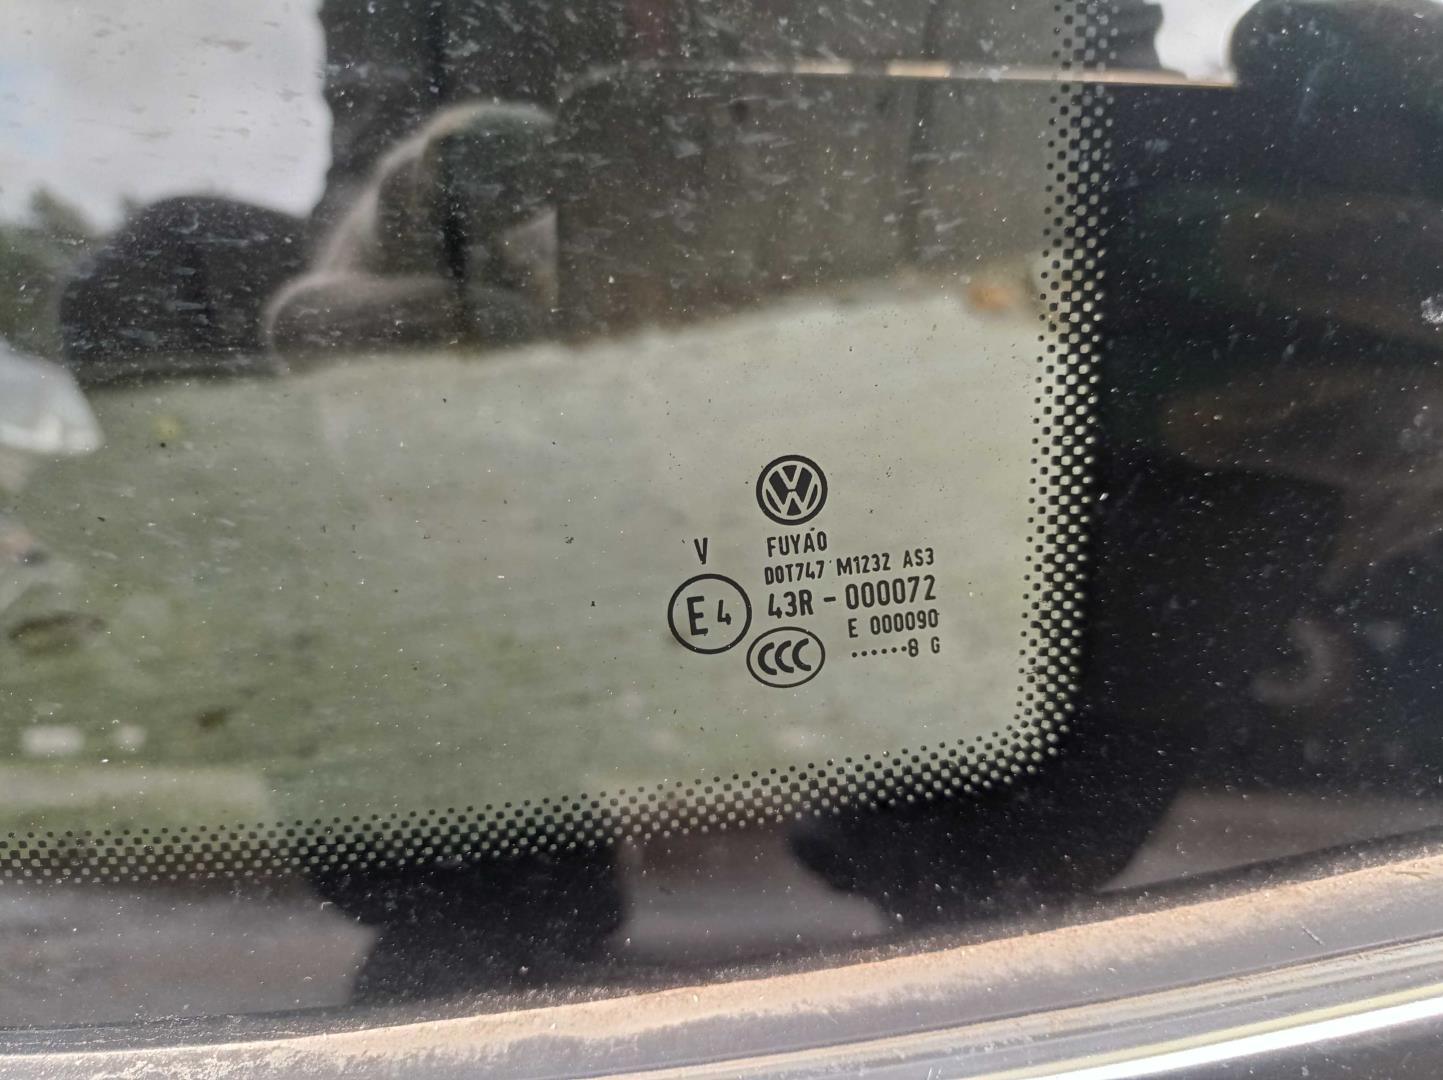 V
FUYAO
DOT747 M1232 AS3
E4
43R - 000072
E 000090
CCC
......8 G